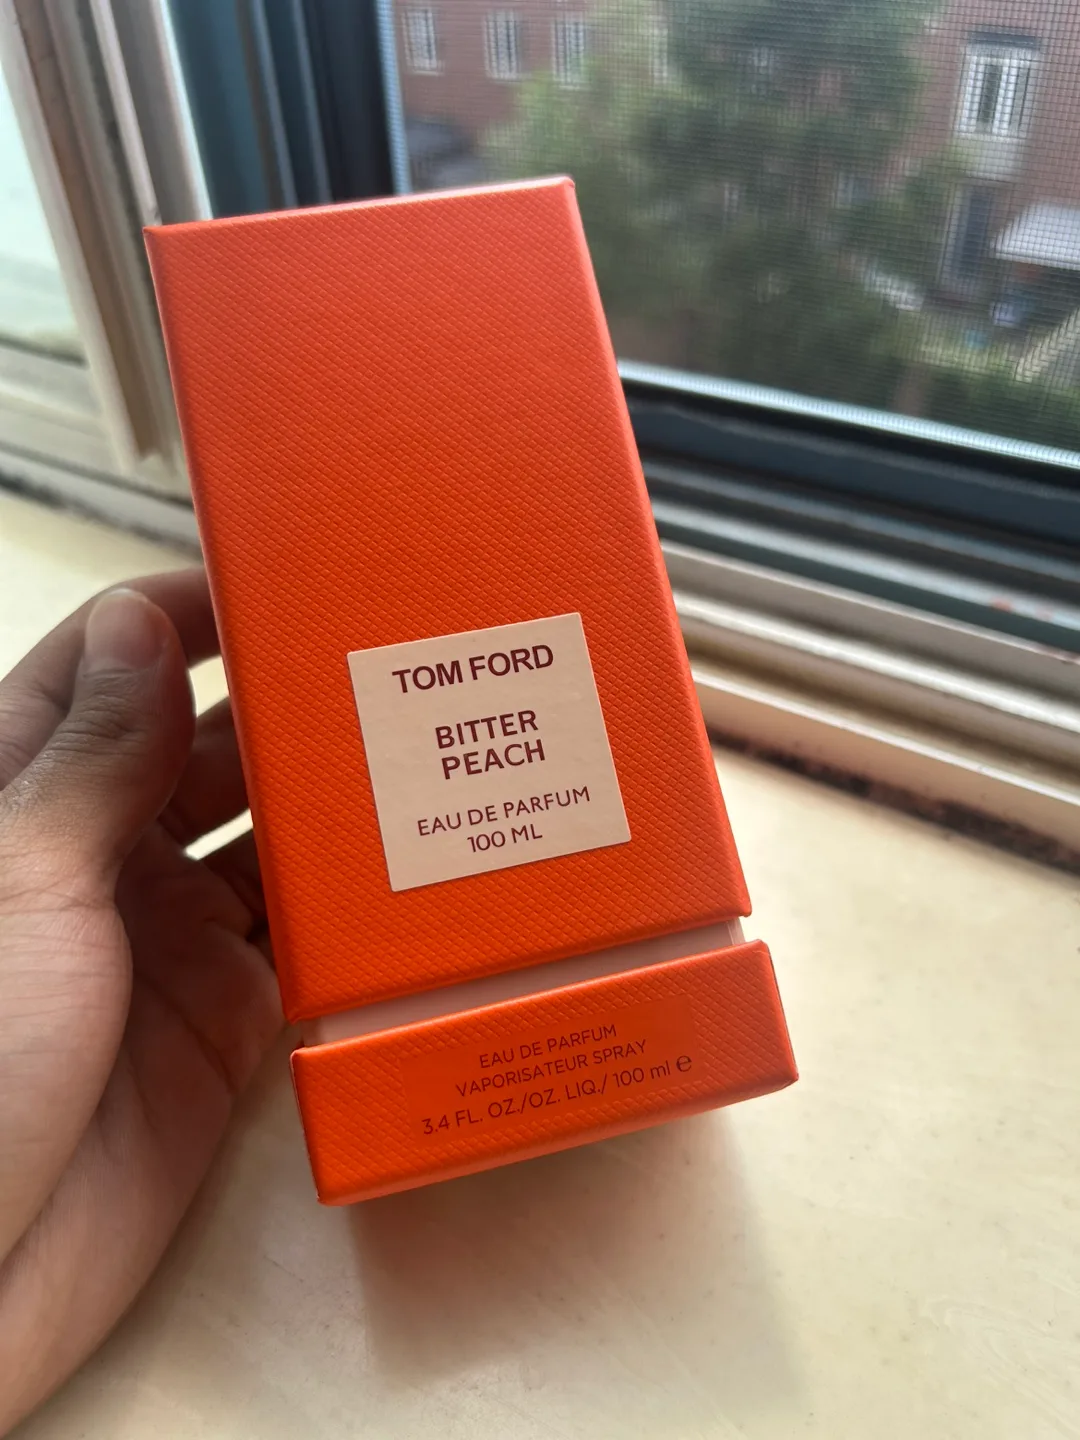 TOM FORD
BITTER
PEACH
EAU DE PARFUM
100 ML
EAU DE PARFUM
VAPORISATEUR SPRAY
3.4 FL. OZ./OZ. LIQ./ 100 ml ℮